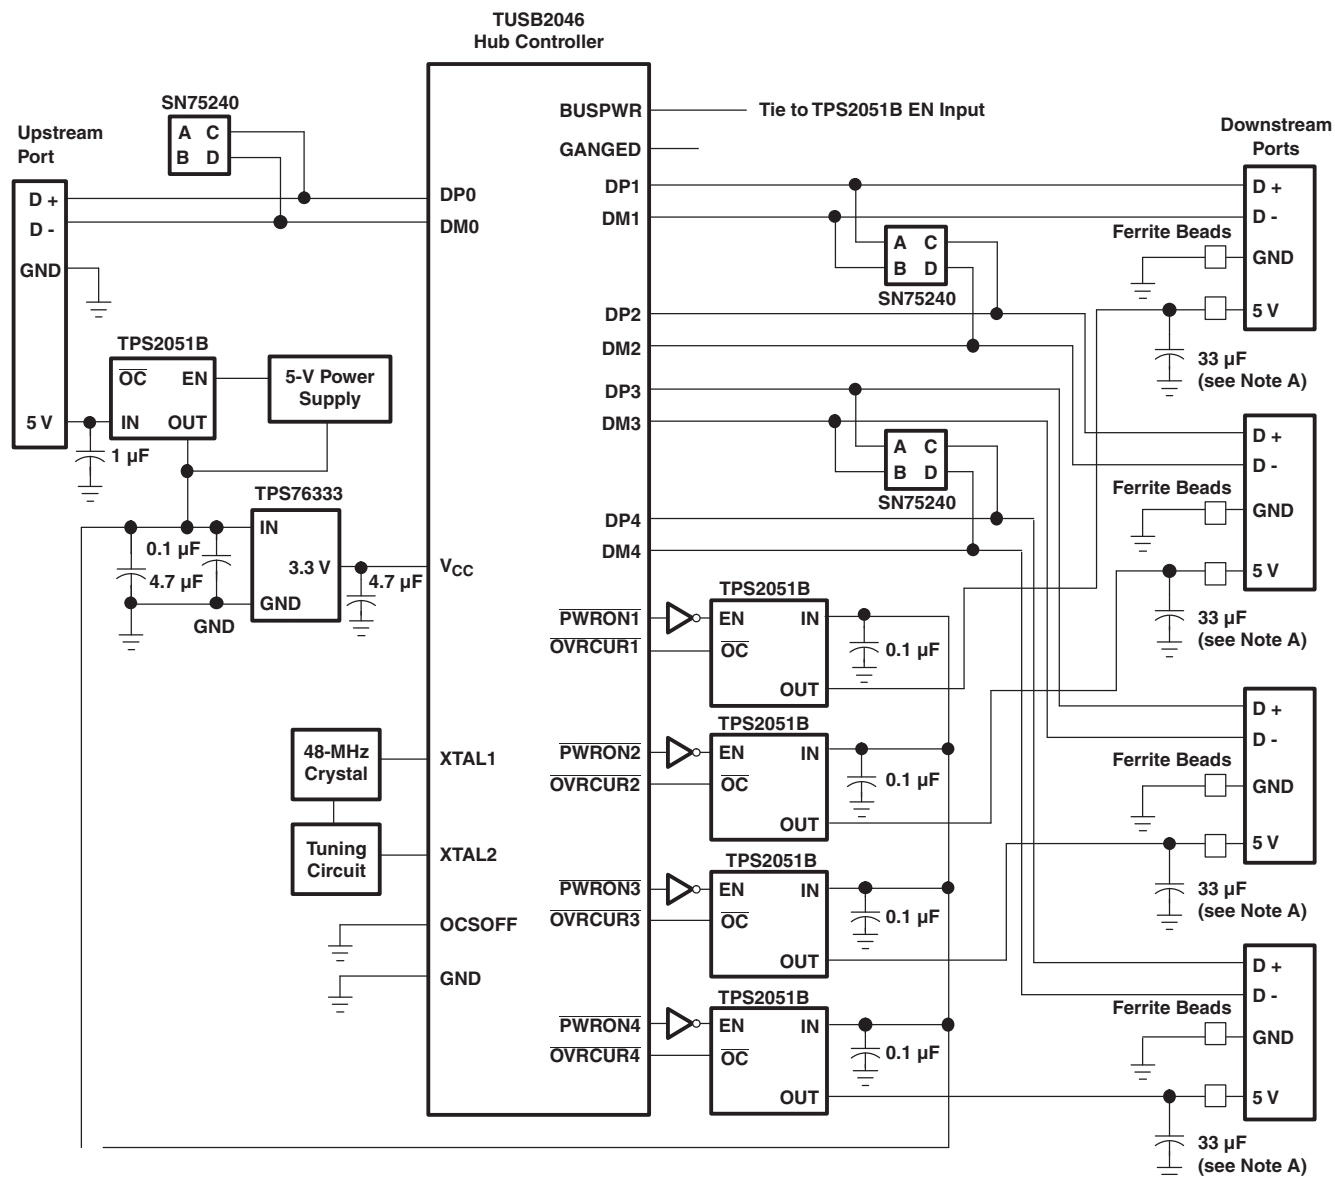 TUSB2046
Hub Controller
SN75240
A C
B D
Upstream
Port
D +
D -
GND
5 V
DP0
DM0
BUSPWR
Tie to TPS2051B EN Input
GANGED
DP1
DM1
A C
B D
SN75240
DP2
DM2
DP3
DM3
A C
B D
SN75240
DP4
DM4
TPS2051B
OC EN
IN OUT
5-V Power
Supply
1 µF
TPS76333
IN
3.3 V
GND
0.1 µF
4.7 µF
GND
4.7 µF
VCC
PWRON1
OVRCUR1
TPS2051B
EN IN
OC
OUT
0.1 µF
PWRON2
OVRCUR2
TPS2051B
EN IN
OC
OUT
0.1 µF
PWRON3
OVRCUR3
TPS2051B
EN IN
OC
OUT
0.1 µF
PWRON4
OVRCUR4
TPS2051B
EN IN
OC
OUT
0.1 µF
48-MHz
Crystal
XTAL1
Tuning
Circuit
XTAL2
OCSOFF
GND
Downstream
Ports
D +
D -
Ferrite Beads
GND
5 V
33 µF
(see Note A)
D +
D -
Ferrite Beads
GND
5 V
33 µF
(see Note A)
D +
D -
Ferrite Beads
GND
5 V
33 µF
(see Note A)
D +
D -
Ferrite Beads
GND
5 V
33 µF
(see Note A)